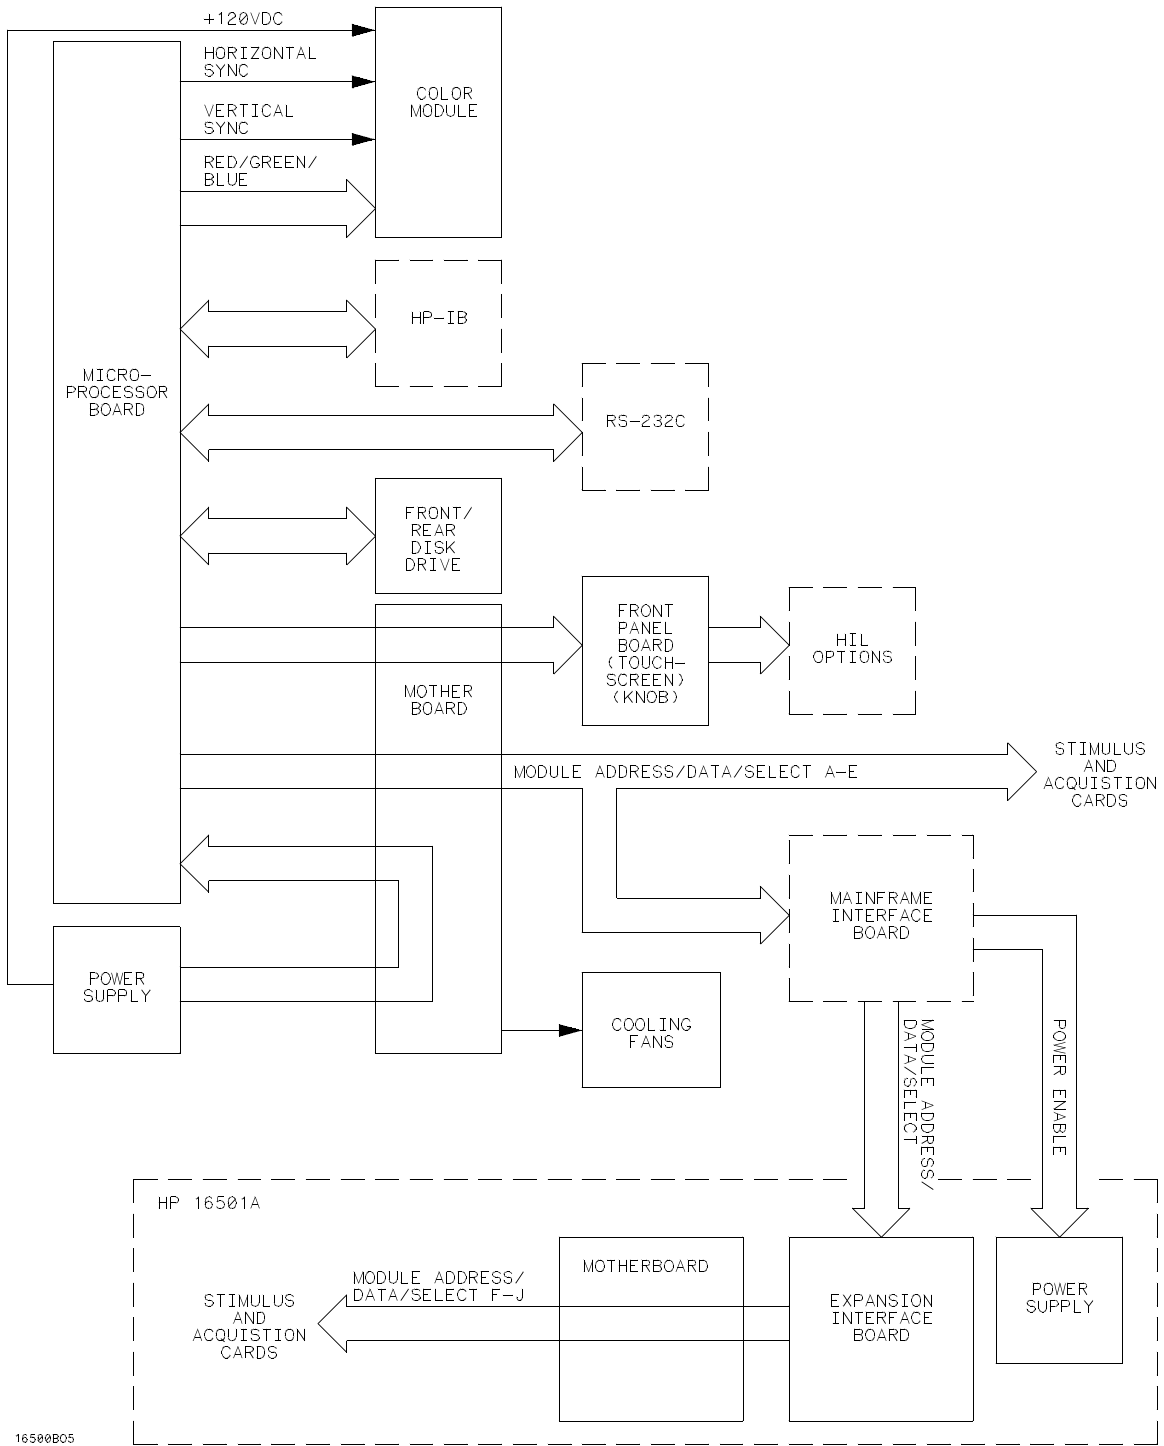 +120VDC
HORIZONTAL
SYNC
COLOR
MODULE
VERTICAL
SYNC
RED/GREEN/
BLUE
HP-IB
MICRO-
PROCESSOR
BOARD
RS-232C
FRONT/
REAR
DISK
DRIVE
FRONT
PANEL
BOARD
(TOUCH-
SCREEN)
(KNOB)
HIL
OPTIONS
MOTHER
BOARD
MODULE ADDRESS/DATA/SELECT A-E
STIMULUS
AND
ACQUISTION
CARDS
MAINFRAME
INTERFACE
BOARD
POWER
SUPPLY
COOLING
FANS
MODULE ADDRESS/
DATA/SELECT
POWER ENABLE
HP 16501A
MOTHERBOARD
MODULE ADDRESS/
DATA/SELECT F-J
STIMULUS
AND
ACQUISTION
CARDS
EXPANSION
INTERFACE
BOARD
POWER
SUPPLY
16500B05